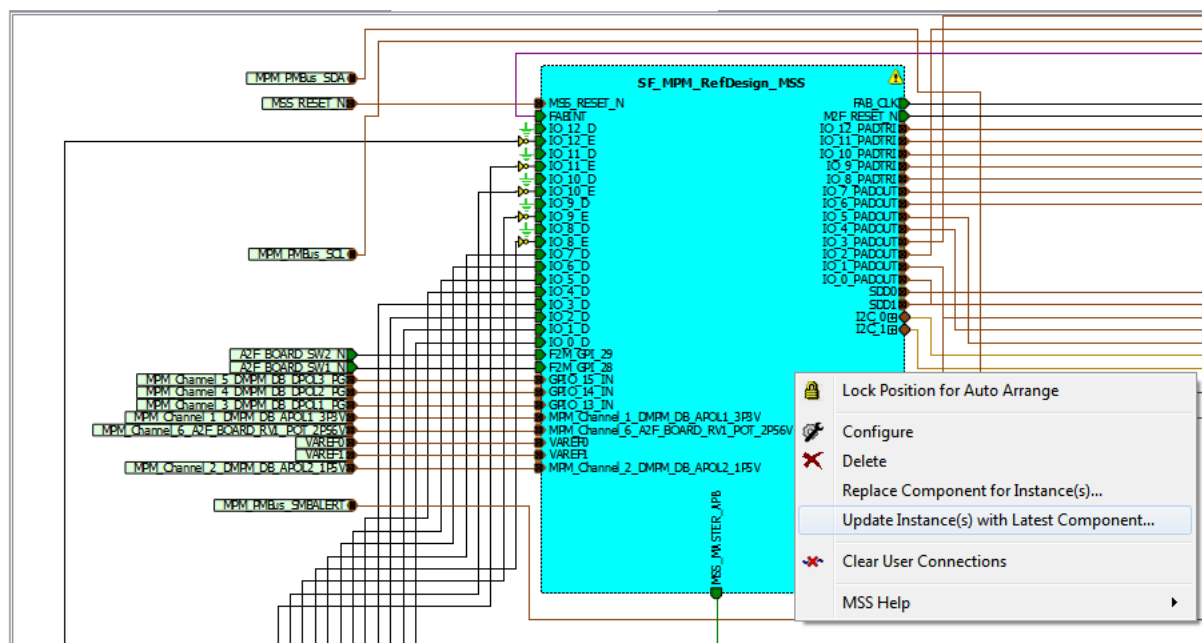 SF_MPM_RefDesign_MSS
MPM_PMBus_SDA
MSS_RESET_N
MPM_PMBus_SCL
A2F_BOARD_SW2_N
A2F_BOARD_SW1_N
MPM_Channel_5_DMPM_DB_DPOL3_PG
MPM_Channel_4_DMPM_DB_DPOL2_PG
MPM_Channel_3_DMPM_DB_DPOL1_PG
MPM_Channel_1_DMPM_DB_APOL1_3P3V
MPM_Channel_6_A2F_BOARD_RV1_POT_2P56V
VAREF0
VAREF1
MPM_Channel_2_DMPM_DB_APOL2_1P5V
MPM_PMBus_SMBALERT
MSS_RESET_N
FABINT
IO_12_D
IO_12_E
IO_11_D
IO_11_E
IO_10_D
IO_10_E
IO_9_D
IO_9_E
IO_8_D
IO_8_E
IO_7_D
IO_6_D
IO_5_D
IO_4_D
IO_3_D
IO_2_D
IO_1_D
IO_0_D
F2M_GPI_29
F2M_GPI_28
GPIO_15_IN
GPIO_14_IN
GPIO_13_IN
MPM_Channel_1_DMPM_DB_APOL1_3P3V
MPM_Channel_6_A2F_BOARD_RV1_POT_2P56V
VAREF0
VAREF1
MPM_Channel_2_DMPM_DB_APOL2_1P5V
FAB_CLK
M2F_RESET_N
IO_12_PADTRI
IO_11_PADTRI
IO_10_PADTRI
IO_9_PADTRI
IO_8_PADTRI
IO_7_PADOUT
IO_6_PADOUT
IO_5_PADOUT
IO_4_PADOUT
IO_3_PADOUT
IO_2_PADOUT
IO_1_PADOUT
IO_0_PADOUT
SDD0
SDD1
I2C_0
I2C_1
MSS_MASTER_APB
Lock Position for Auto Arrange
Configure
Delete
Replace Component for Instance(s)...
Update Instance(s) with Latest Component...
Clear User Connections
MSS Help